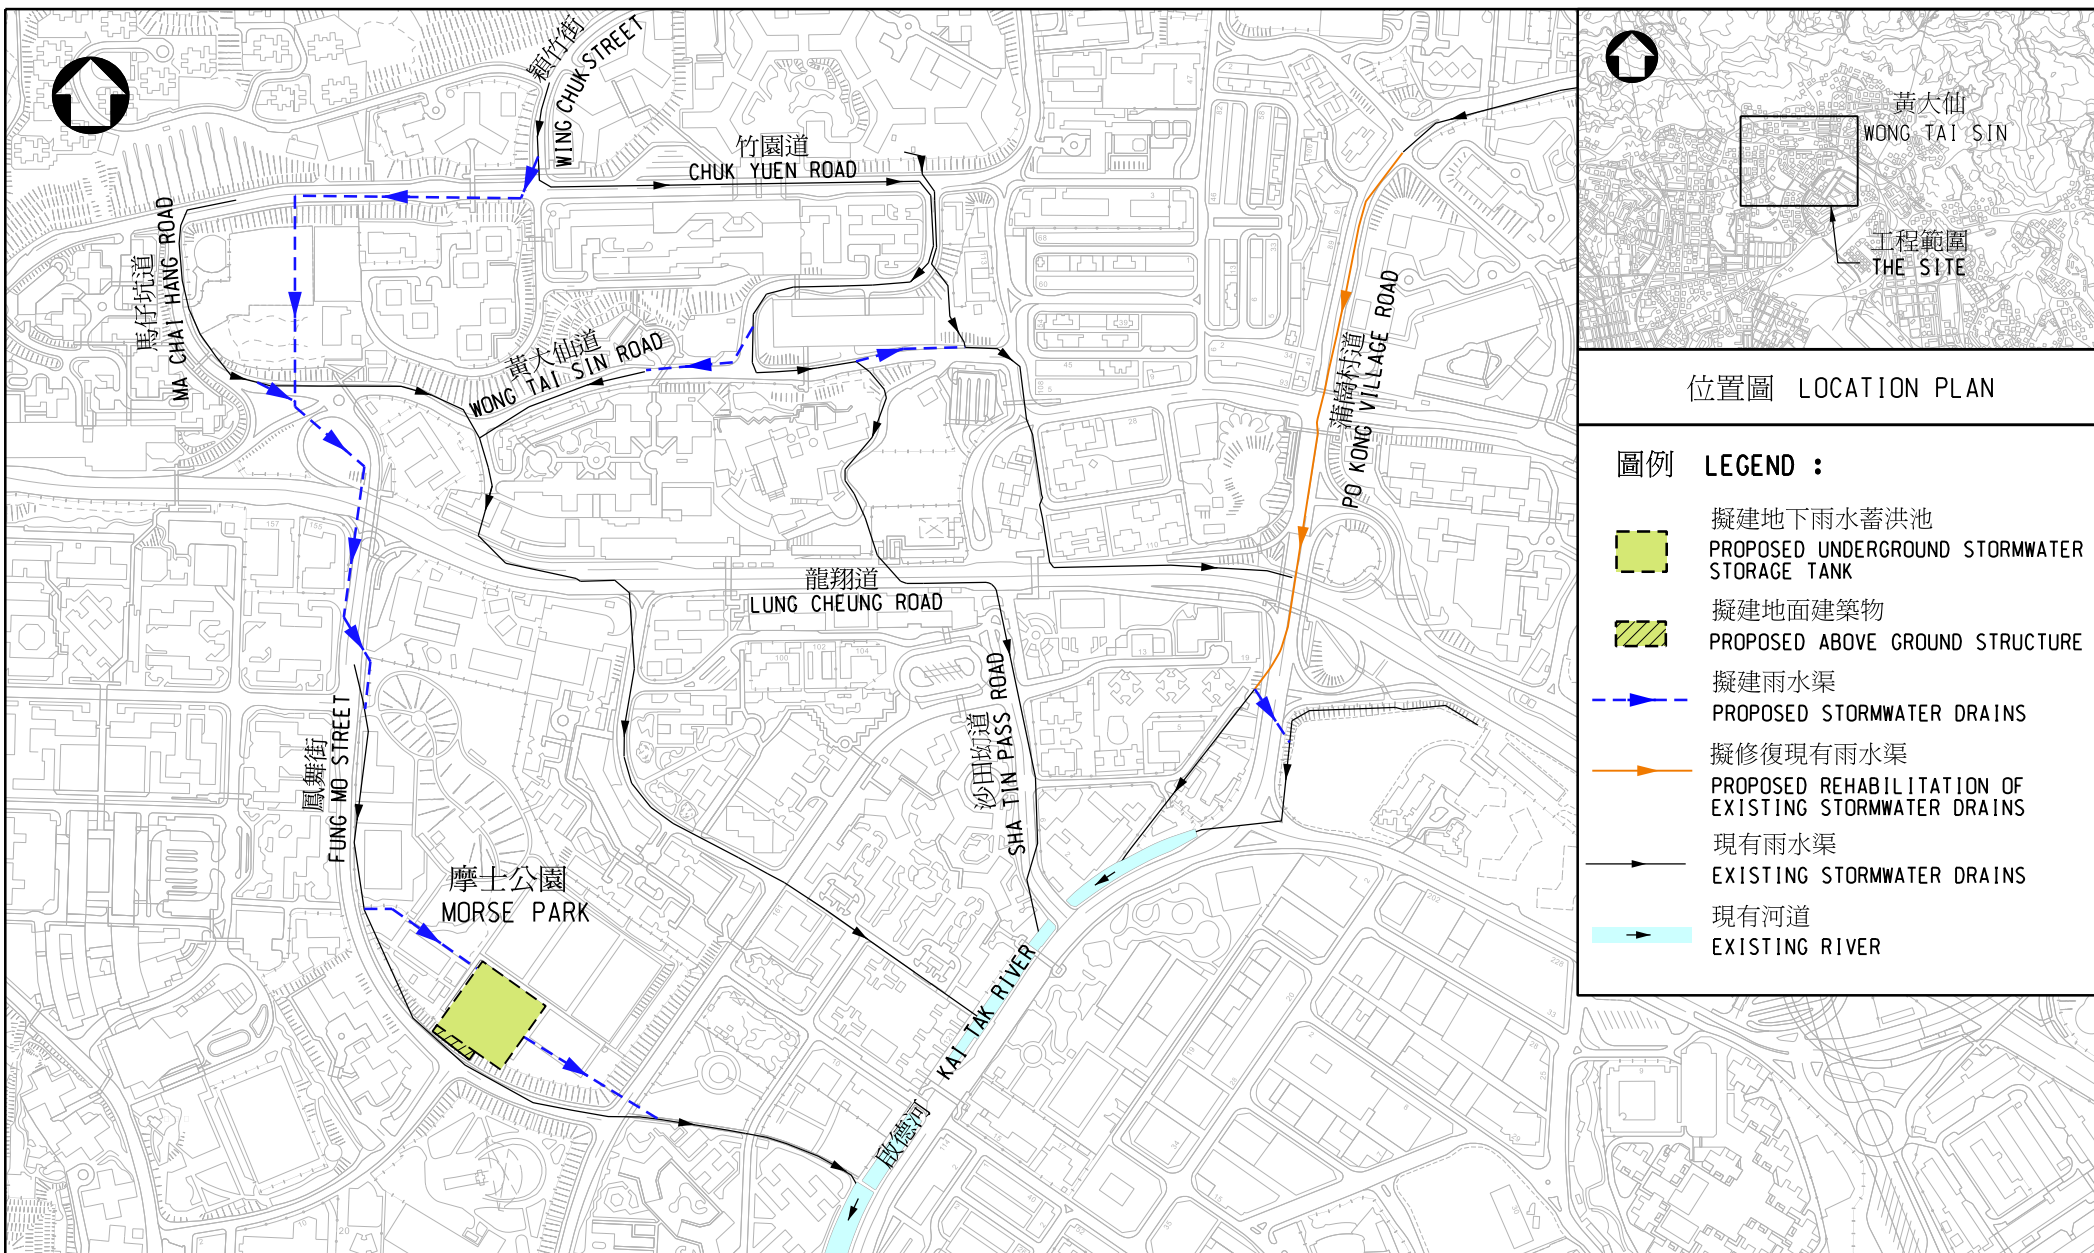 穎竹街
WING CHUK STREET
竹園道
CHUK YUEN ROAD
馬仔坑道
MA CHAI HANG ROAD
黃大仙道
WONG TAI SIN ROAD
蒲崗村道
PO KONG VILLAGE ROAD
龍翔道
LUNG CHEUNG ROAD
沙田坳道
SHA TIN PASS ROAD
鳳舞街
FUNG MO STREET
摩士公園
MORSE PARK
KAI TAK RIVER
啟德河
黃大仙
WONG TAI SIN
工程範圍
THE SITE
位置圖 LOCATION PLAN
圖例 LEGEND :
擬建地下雨水蓄洪池
PROPOSED UNDERGROUND STORMWATER
STORAGE TANK
擬建地面建築物
PROPOSED ABOVE GROUND STRUCTURE
擬建雨水渠
PROPOSED STORMWATER DRAINS
擬修復現有雨水渠
PROPOSED REHABILITATION OF
EXISTING STORMWATER DRAINS
現有雨水渠
EXISTING STORMWATER DRAINS
現有河道
EXISTING RIVER